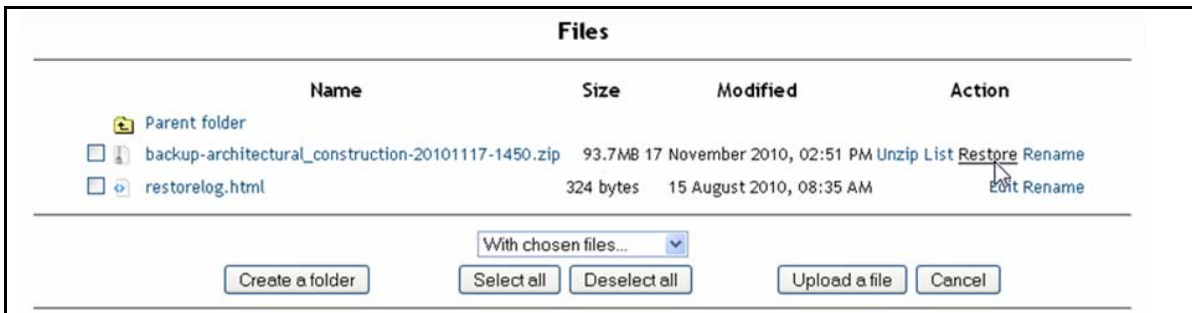 Files
Name Size Modified Action
Parent folder
backup-architectural_construction-20101117-1450.zip 93.7MB 17 November 2010, 02:51 PM Unzip List Restore Rename
restorelog.html 324 bytes 15 August 2010, 08:35 AM Edit Rename
With chosen files...
Create a folder Select all Deselect all Upload a file Cancel